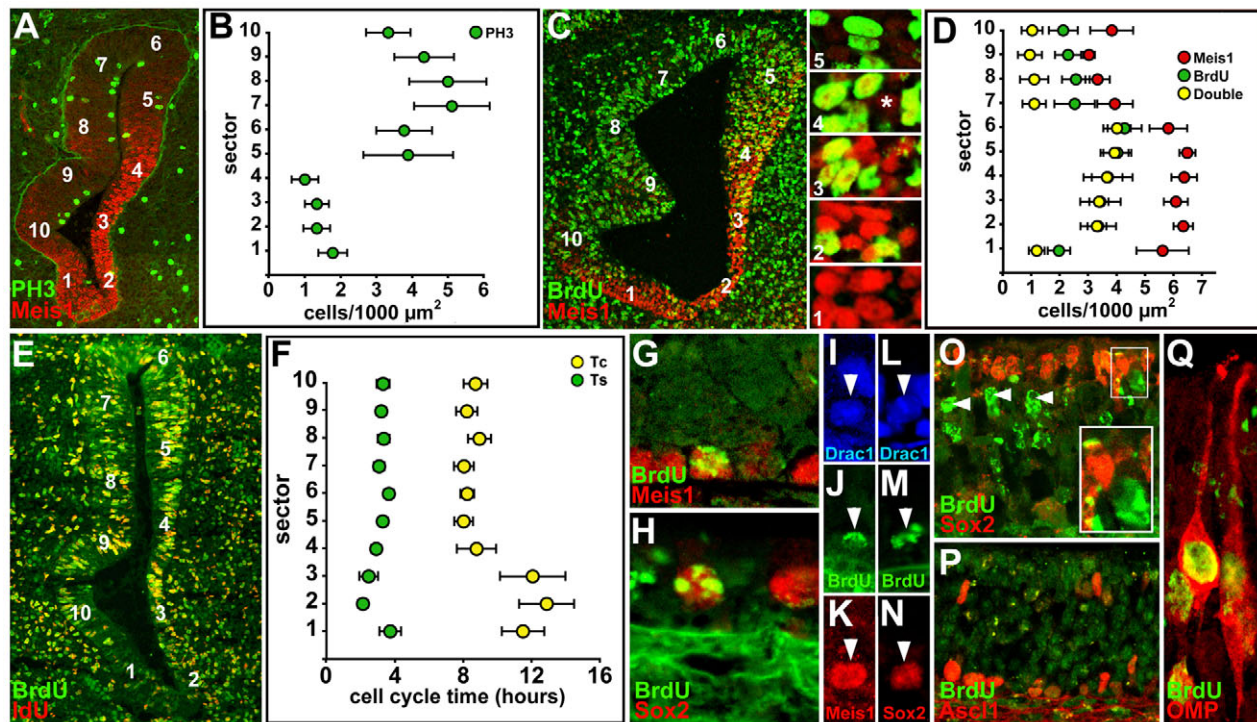 A
6
7
5
8
4
9
10
3
1
2
PH3
Meis1
B
PH3
10
9
8
7
6
5
4
3
2
1
sector
0 1 2 3 4 5 6
cells/1000 µm²
C
6
7
5
8
4
9
3
10
2
1
BrdU
Meis1
5
4
*
3
2
1
D
Meis1
BrdU
Double
10
9
8
7
6
5
4
3
2
1
sector
0 1 2 3 4 5 6 7
cells/1000 µm²
E
6
7
5
8
4
9
10
3
1
2
BrdU
IdU
F
Tc
Ts
10
9
8
7
6
5
4
3
2
1
sector
0 4 8 12 16
cell cycle time (hours)
G
BrdU
Meis1
H
BrdU
Sox2
I
Drac1
J
BrdU
K
Meis1
L
Drac1
M
BrdU
N
Sox2
O
BrdU
Sox2
P
BrdU
Ascl1
Q
BrdU
OMP